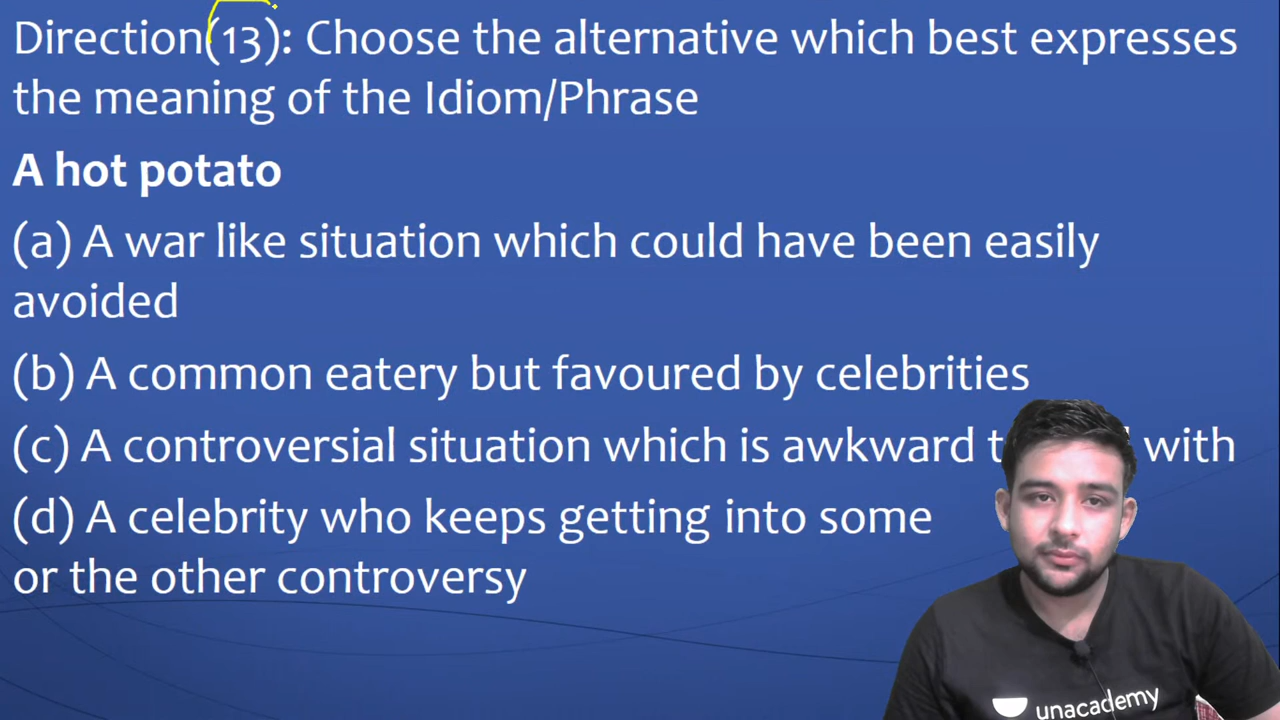 Direction(13): Choose the alternative which best expresses
the meaning of the Idiom/Phrase
A hot potato
(a) A war like situation which could have been easily
avoided
(b) A common eatery but favoured by celebrities
(c) A controversial situation which is awkward with
(d) A celebrity who keeps getting into some
or the other controversy
unacademy